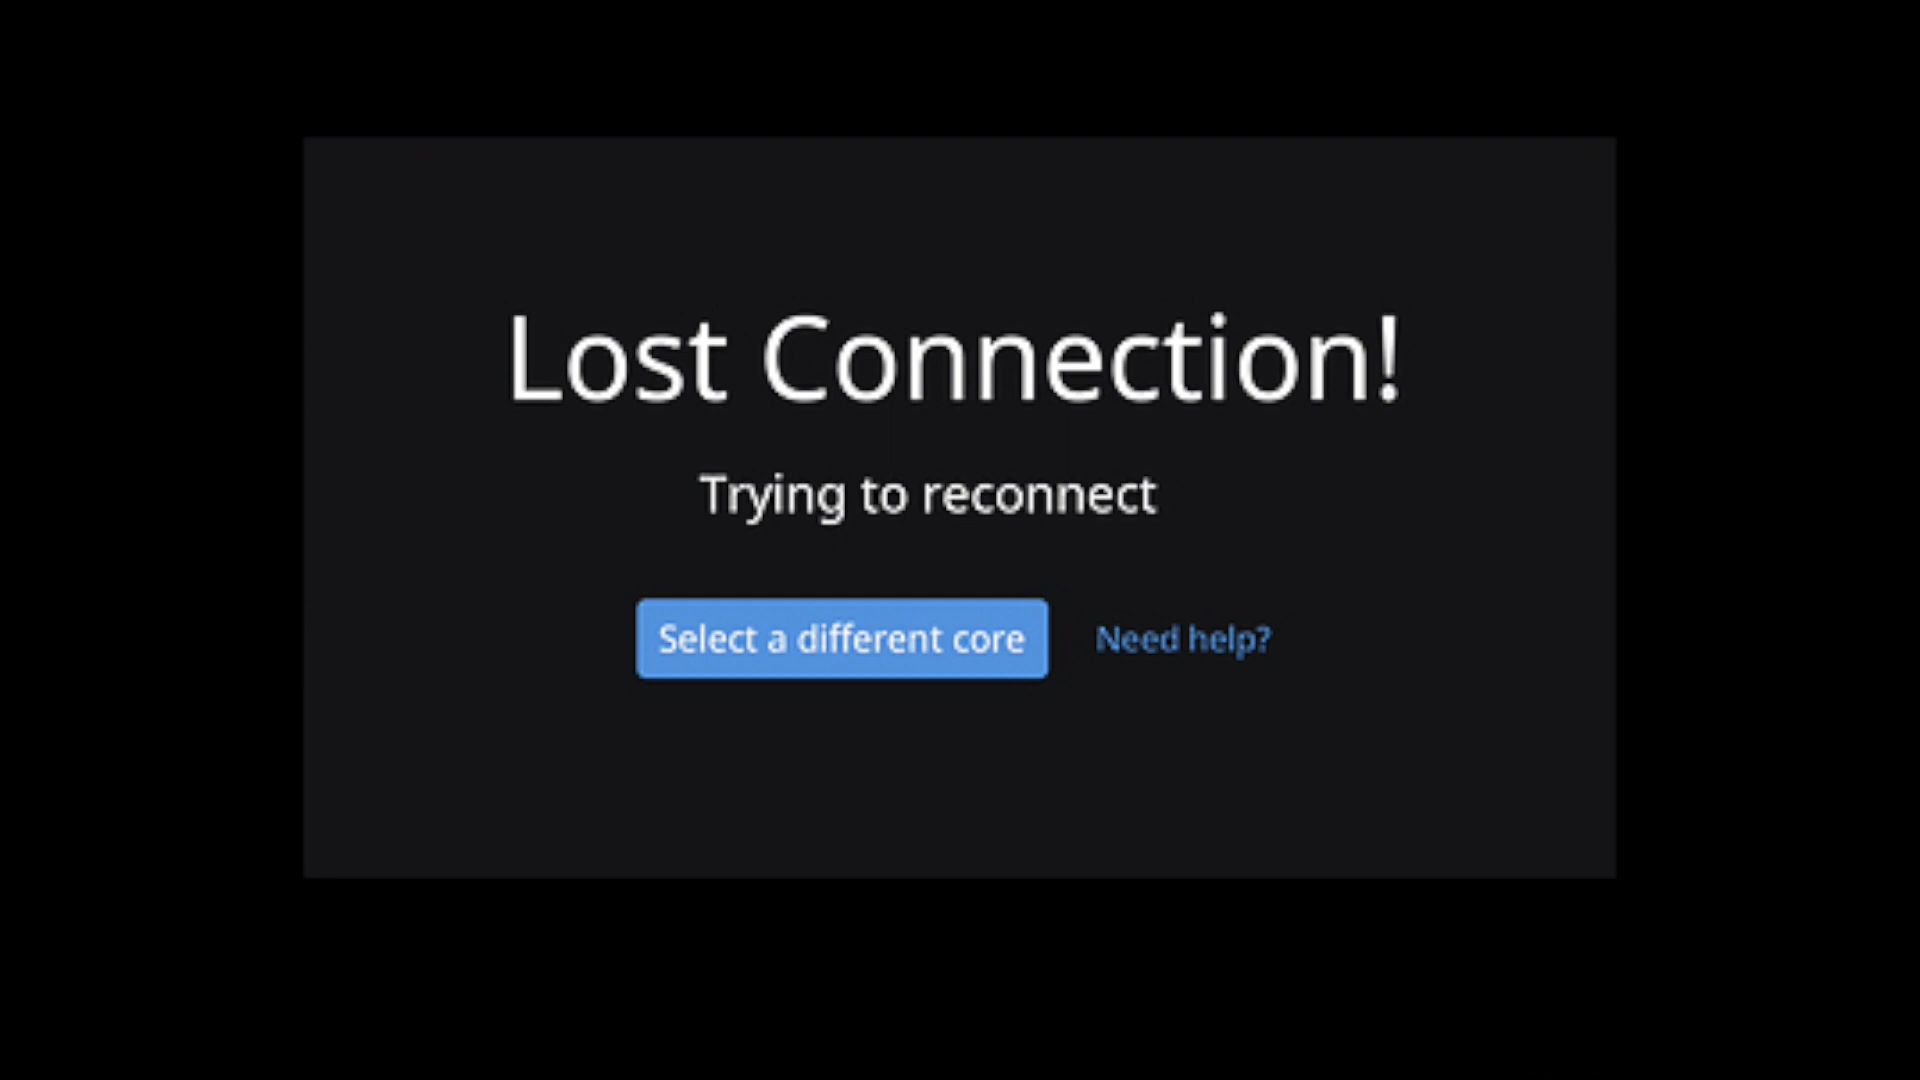 Lost Connection!
Trying to reconnect
Select a different core Need help?